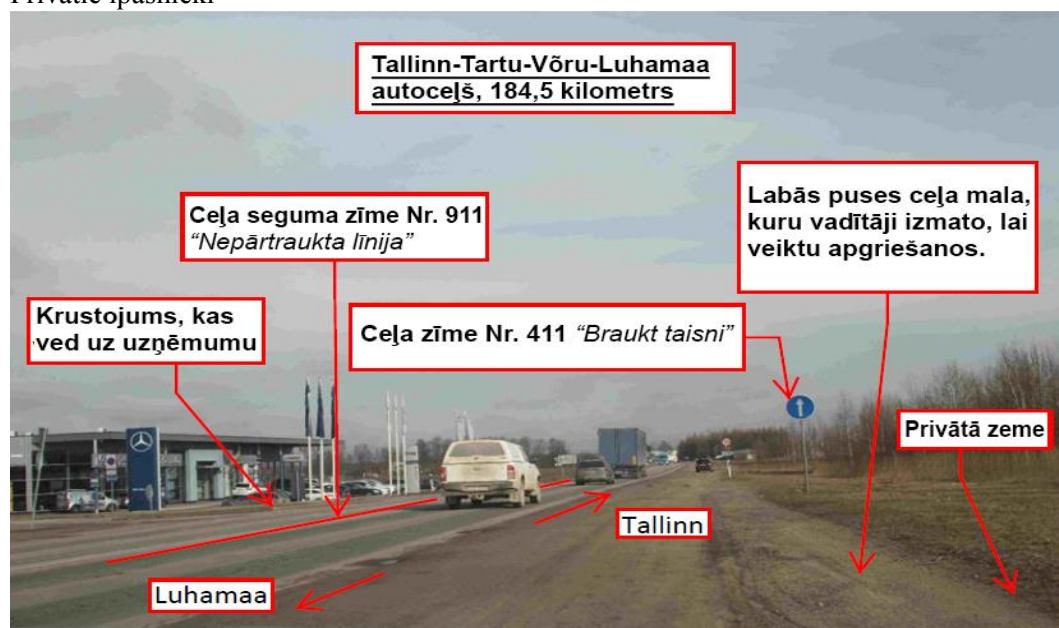 Privātie īpašnieki
Tallinn-Tartu-Võru-Luhamaa
autoceļš, 184,5 kilometrs
Labās puses ceļa mala,
kuru vadītāji izmato, lai
veiktu apgriešanos.
Ceļa seguma zīme Nr. 911
“Nepārtraukta līnija”
Krustojums, kas
ved uz uzņēmumu
Ceļa zīme Nr. 411 “Braukt taisni”
Privātā zeme
Tallinn
Luhamaa